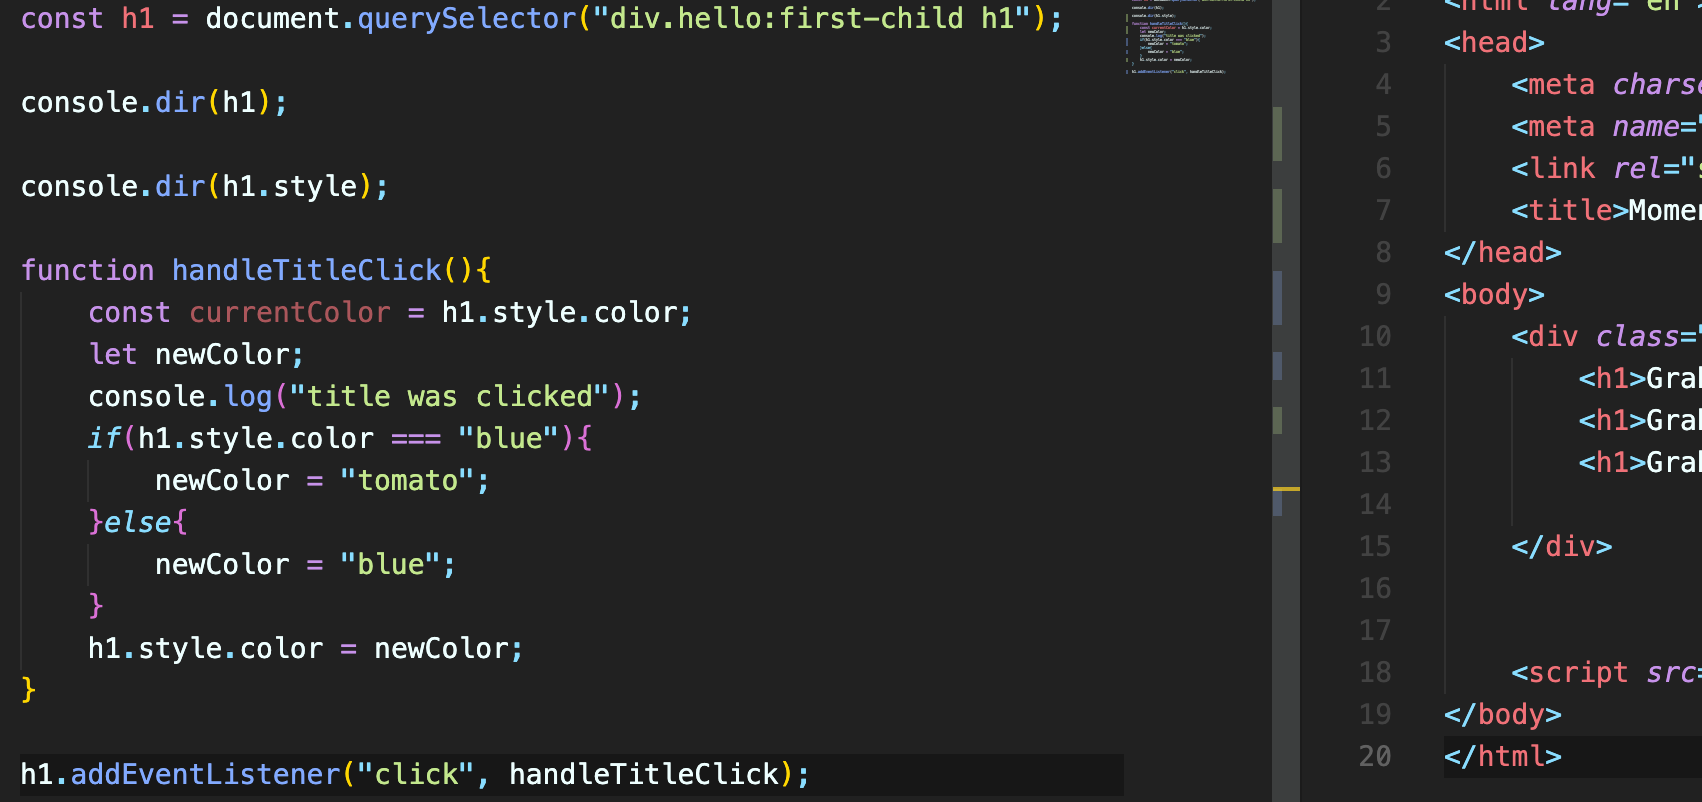 const h1 = document.querySelector("div.hello:first-child h1");
console.dir(h1);
console.dir(h1.style);
function handleTitleClick(){
    const currentColor = h1.style.color;
    let newColor;
    console.log("title was clicked");
    if(h1.style.color === "blue"){
        newColor = "tomato";
    }else{
        newColor = "blue";
    }
    h1.style.color = newColor;
}
h1.addEventListener("click", handleTitleClick);
2 <html lang="en">
3 <head>
4 <meta charse
5 <meta name="
6 <link rel="s
7 <title>Momen
8 </head>
9 <body>
10 <div class="
11 <h1>Grab
12 <h1>Grab
13 <h1>Grab
14
15 </div>
16
17
18 <script src=
19 </body>
20 </html>